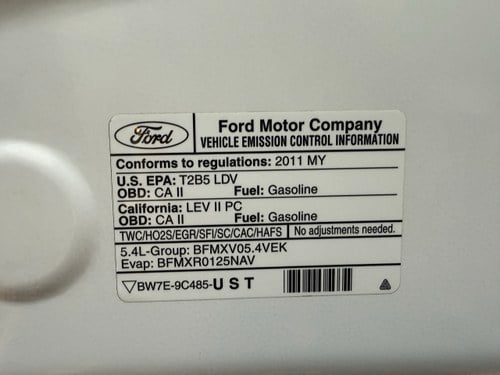 Ford
Ford Motor Company
VEHICLE EMISSION CONTROL INFORMATION
Conforms to regulations: 2011 MY
U.S. EPA: T2B5 LDV
OBD: CA II Fuel: Gasoline
California: LEV II PC
OBD: CA II Fuel: Gasoline
TWC/HO2S/EGR/SFI/SC/CAC/HAFS No adjustments needed.
5.4L-Group: BFMXV05.4VEK
Evap: BFMXR0125NAV
▽BW7E-9C485-U S T